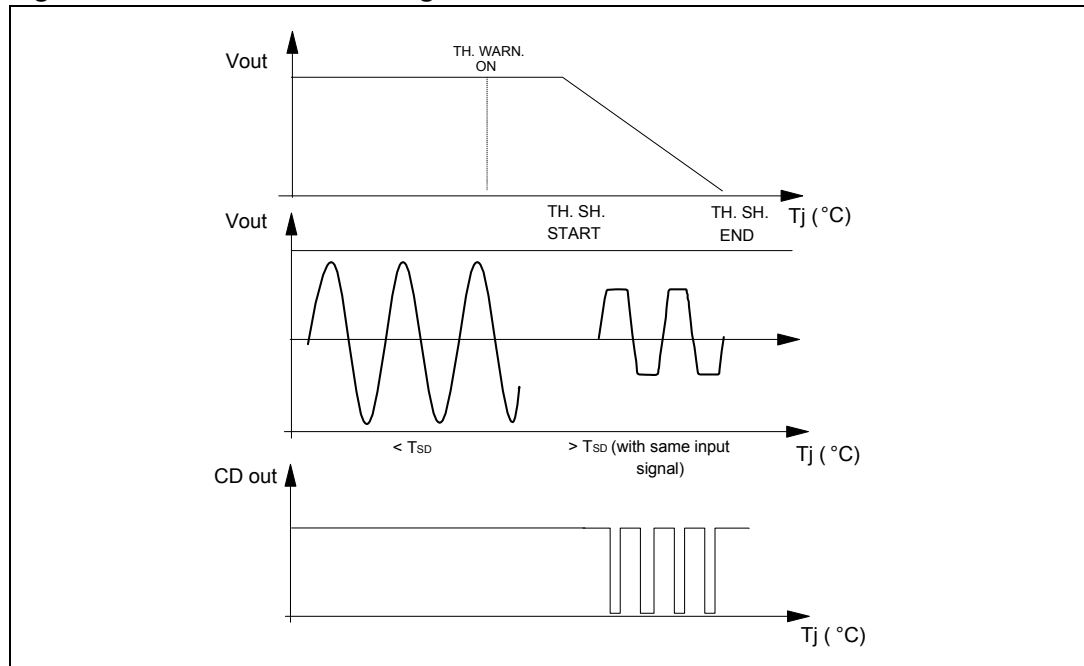 Vout
TH. WARN.
ON
Tj ( °C)
TH. SH.
START
TH. SH.
END
Vout
< TSD
> TSD (with same input
signal)
Tj ( °C)
CD out
Tj ( °C)